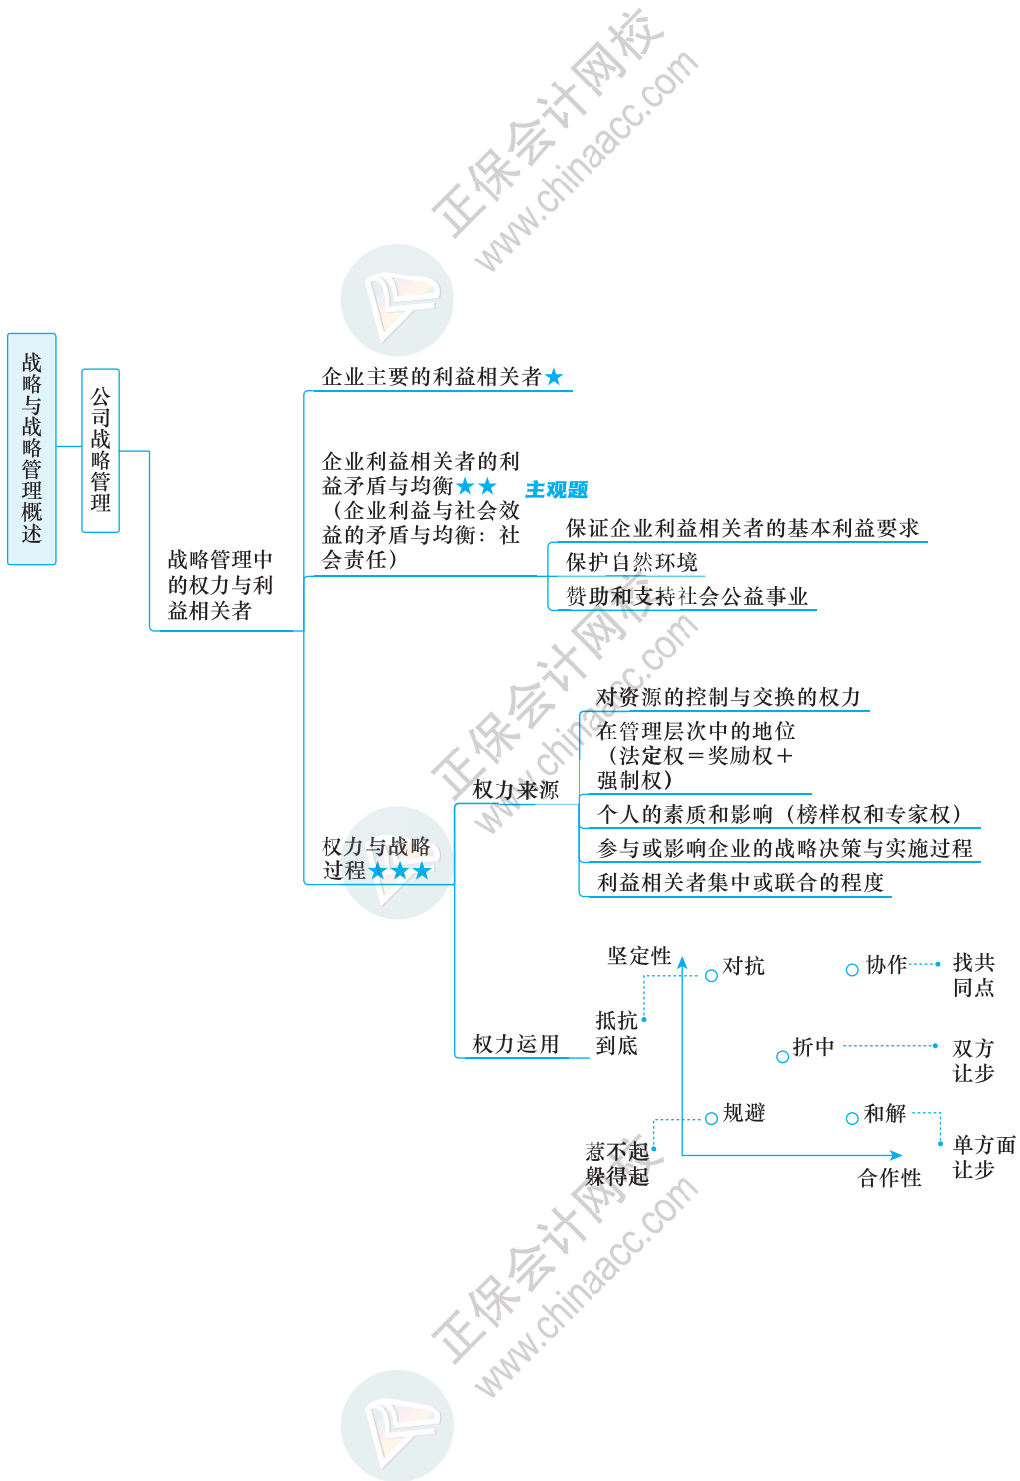 正保会计网校
www.chinaacc.com
战略与战略管理概述
公司战略管理
战略管理中
的权力与利
益相关者
企业主要的利益相关者★
企业利益相关者的利
益矛盾与均衡★★ 主观题
（企业利益与社会效
益的矛盾与均衡：社
会责任）
保证企业利益相关者的基本利益要求
保护自然环境
赞助和支持社会公益事业
正保会计网校
www.chinaacc.com
权力与战略
过程★★★
权力来源
对资源的控制与交换的权力
在管理层次中的地位
（法定权＝奖励权＋
强制权）
个人的素质和影响（榜样权和专家权）
参与或影响企业的战略决策与实施过程
利益相关者集中或联合的程度
权力运用
坚定性
对抗
协作
找共
同点
抵抗
到底
折中
双方
让步
规避
和解
惹不起
躲得起
单方面
让步
合作性
正保会计网校
www.chinaacc.com